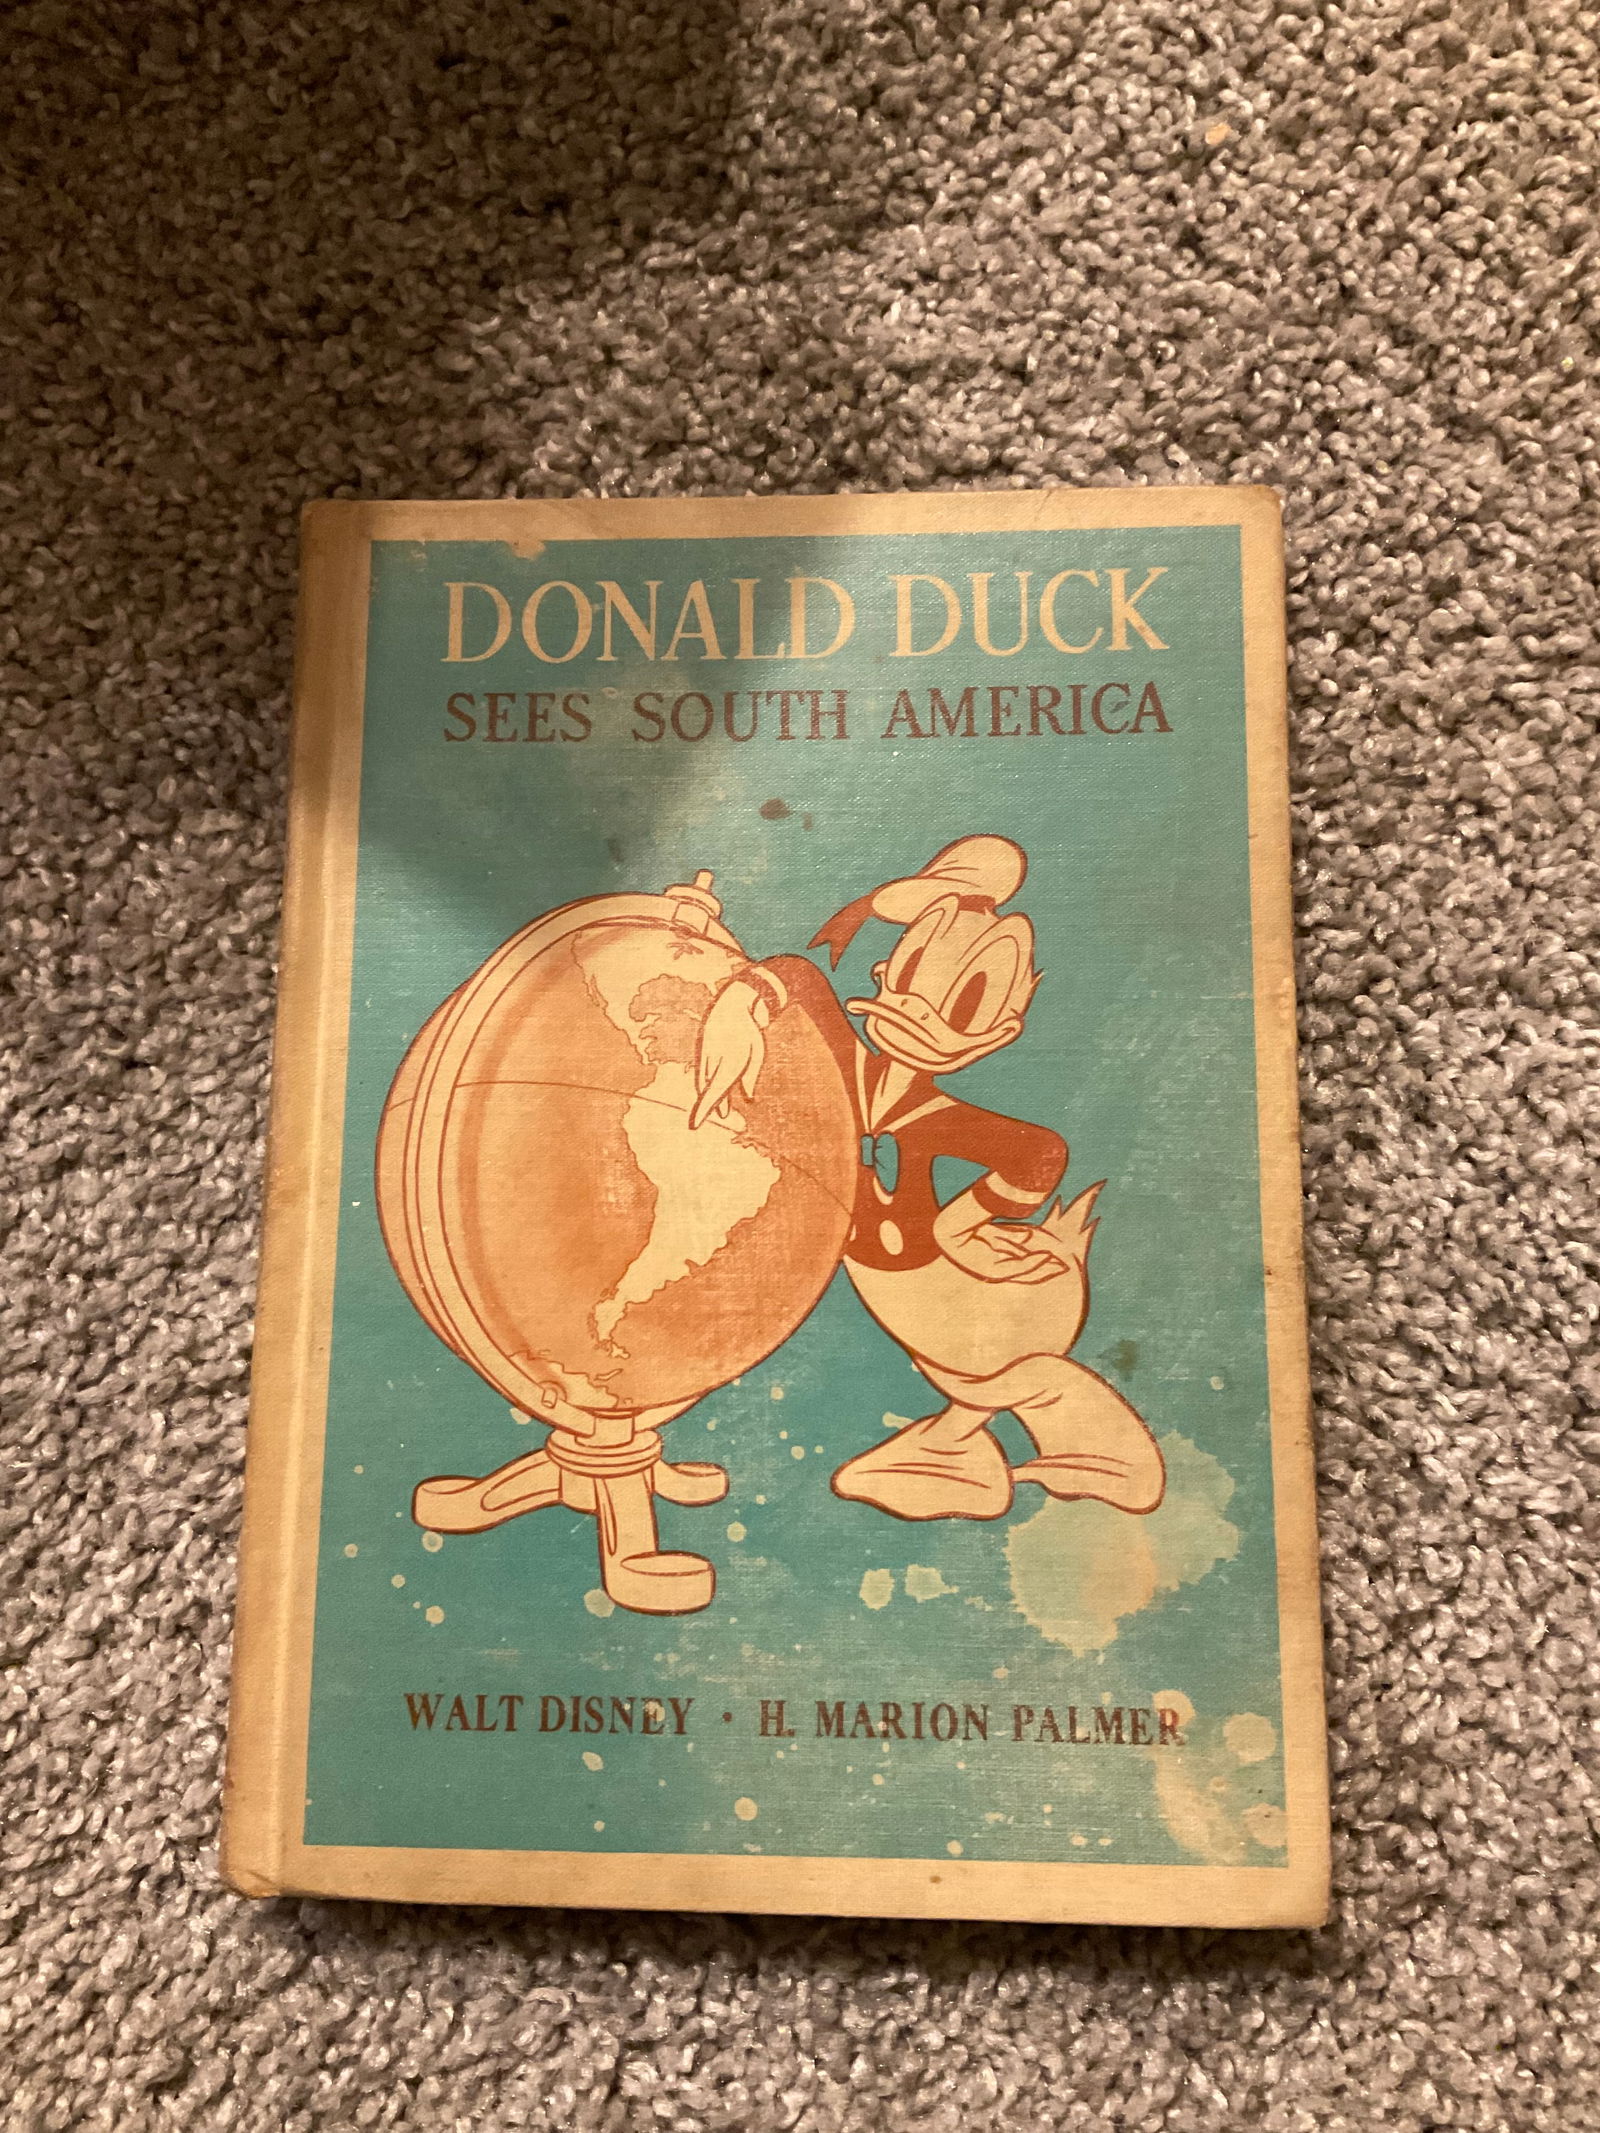 DONALD DUCK
SEES SOUTH AMERICA
WALT DISNEY · H. MARION PALMER